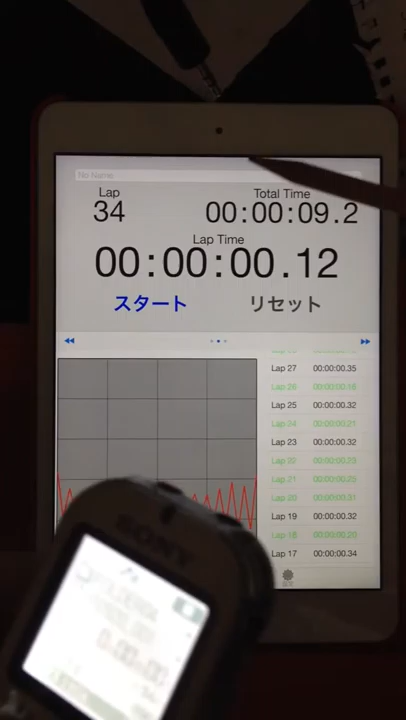 No Name
Lap
Total Time
34
00:00:09.2
Lap Time
00:00:00.12
スタート
リセット
Lap 27 00:00:00.35
Lap 26 00:00:00.18
Lap 25 00:00:00.32
Lap 24 00:00:00.21
Lap 23 00:00:00.32
Lap 22 00:00:00.23
Lap 21 00:00:00.25
Lap 20 00:00:00.31
Lap 19 00:00:00.32
Lap 18 00:00:00.20
Lap 17 00:00:00.34
SONY